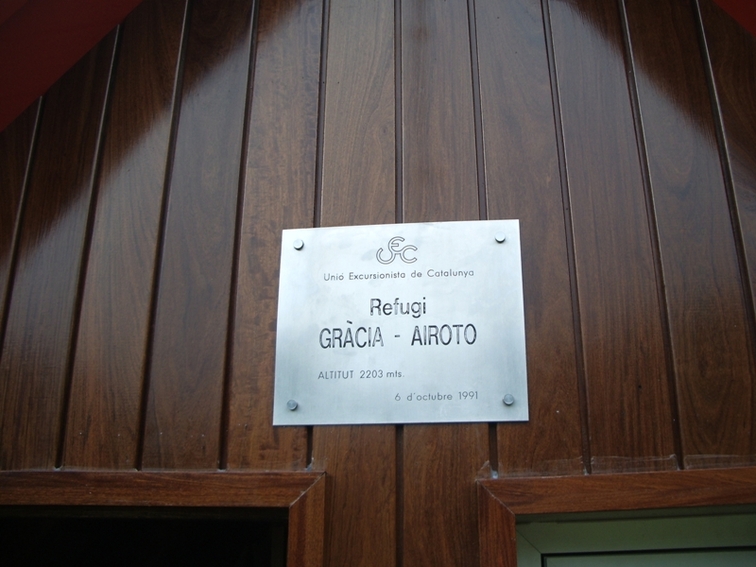 UEC
Unió Excursionista de Catalunya
Refugi
GRÀCIA - AIROTO
ALTITUT 2203 mts.
6 d'octubre 1991